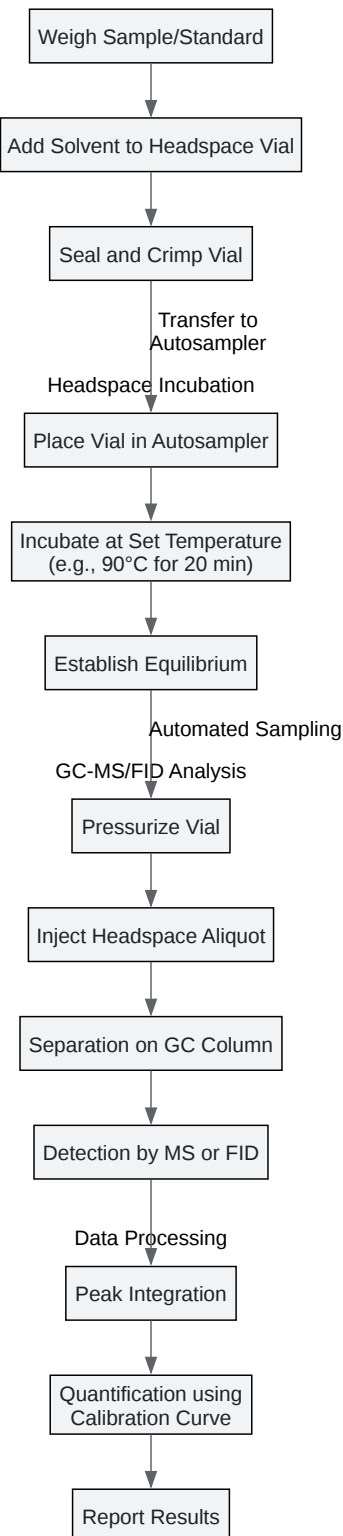 Weigh Sample/Standard
Add Solvent to Headspace Vial
Seal and Crimp Vial
Transfer to
Autosampler
Headspace Incubation
Place Vial in Autosampler
Incubate at Set Temperature
(e.g., 90°C for 20 min)
Establish Equilibrium
Automated Sampling
GC-MS/FID Analysis
Pressurize Vial
Inject Headspace Aliquot
Separation on GC Column
Detection by MS or FID
Data Processing
Peak Integration
Quantification using
Calibration Curve
Report Results